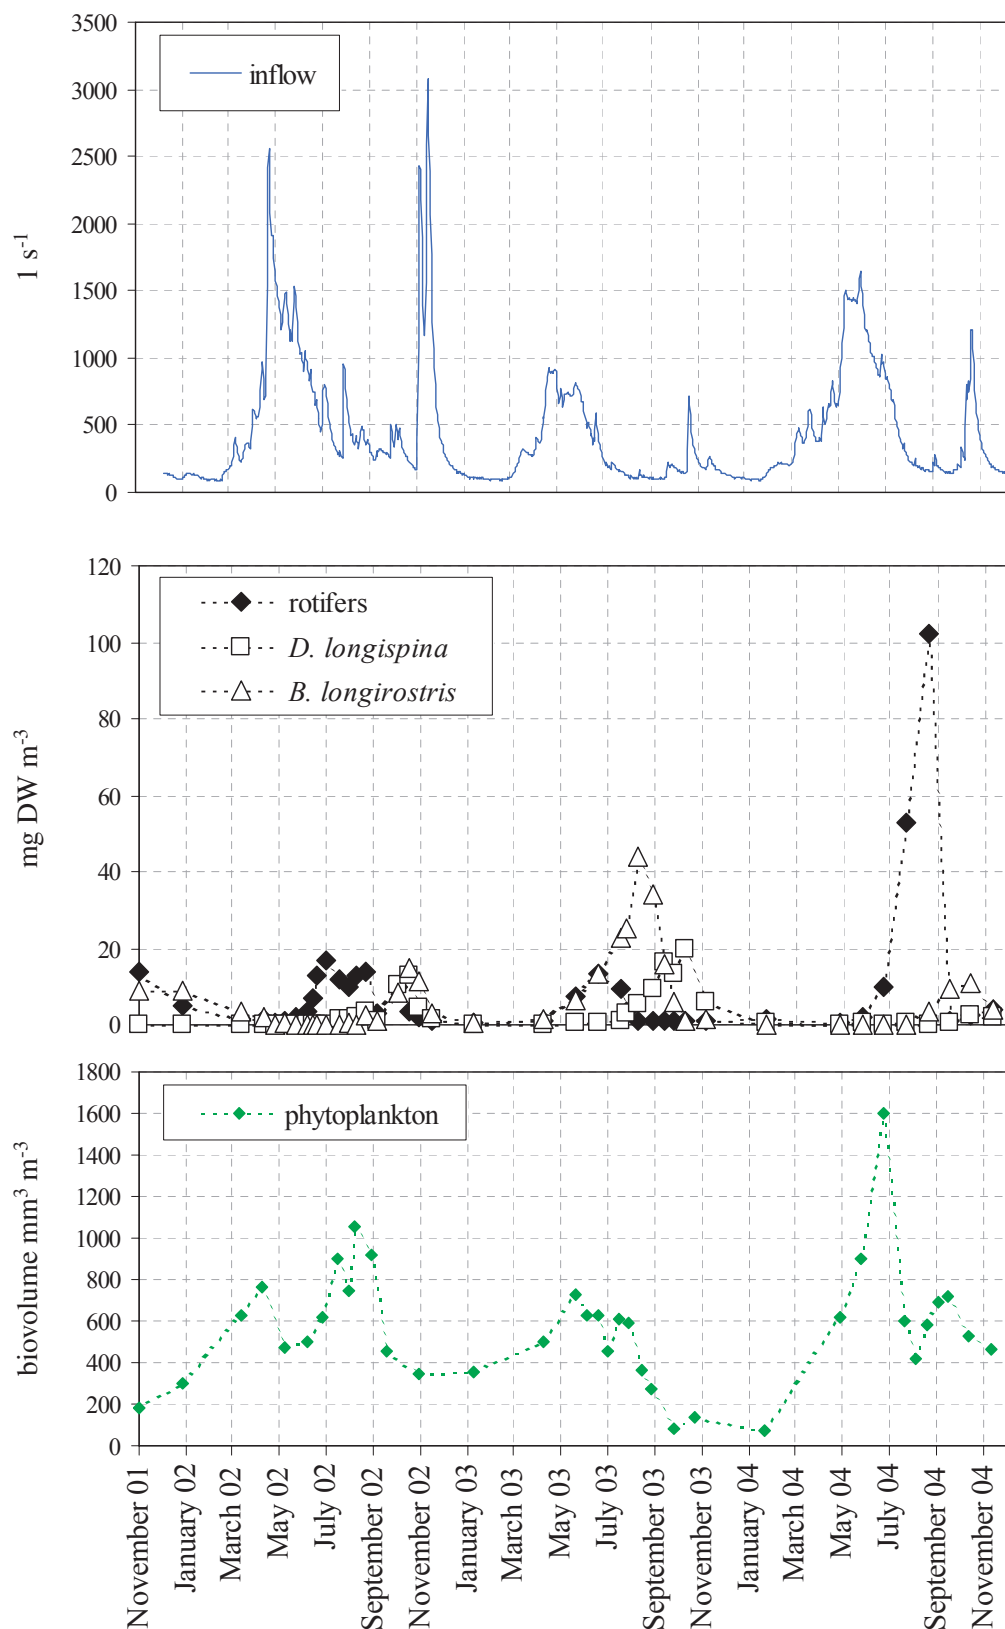 3500
3000
2500
2000
1500
1000
500
0
l s-1
inflow
120
100
80
60
40
20
0
mg DW m-3
rotifers
D. longispina
B. longirostris
1800
1600
1400
1200
1000
800
600
400
200
0
biovolume mm3 m-3
phytoplankton
November 01
January 02
March 02
May 02
July 02
September 02
November 02
January 03
March 03
May 03
July 03
September 03
November 03
January 04
March 04
May 04
July 04
September 04
November 04